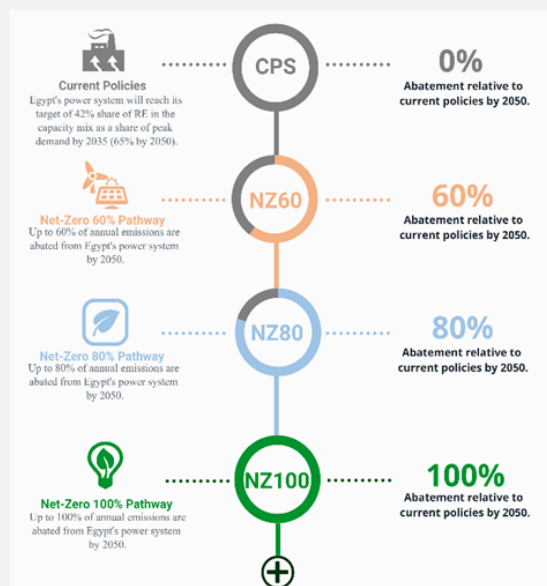 Current Policies
Egypt's power system will reach its
target of 42% share of RE in the
capacity mix as a share of peak
demand by 2035 (65% by 2050).
CPS
0%
Abatement relative to
current policies by 2050.
Net-Zero 60% Pathway
Up to 60% of annual emissions are
abated from Egypt's power system
by 2050.
NZ60
60%
Abatement relative to
current policies by 2050.
Net-Zero 80% Pathway
Up to 80% of annual emissions are
abated from Egypt's power system
by 2050.
NZ80
80%
Abatement relative to
current policies by 2050.
Net-Zero 100% Pathway
Up to 100% of annual emissions are
abated from Egypt's power system by
2050.
NZ100
100%
Abatement relative to
current policies by 2050.